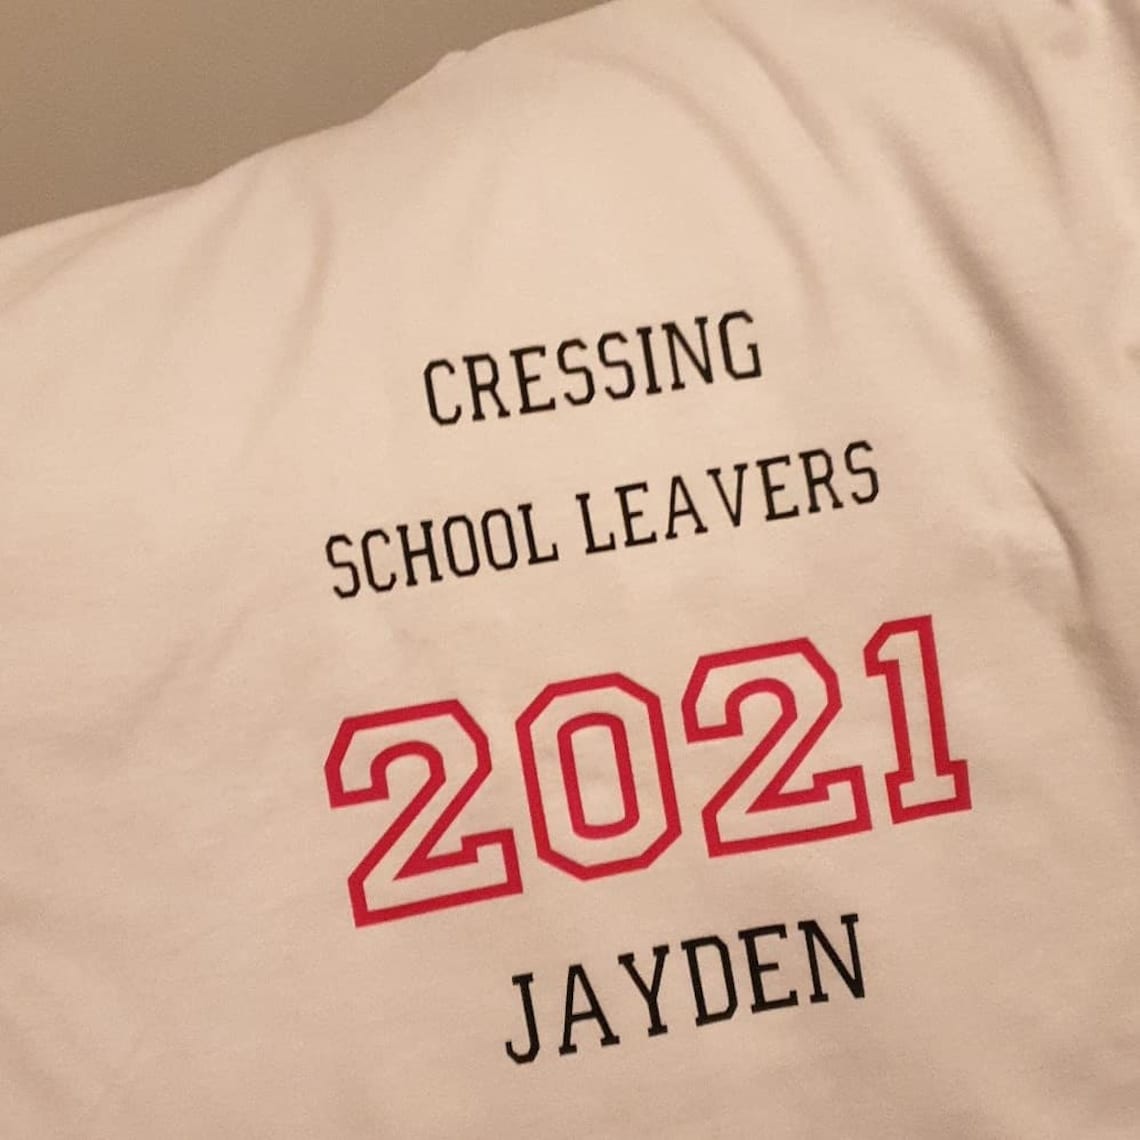 CRESSING
SCHOOL LEAVERS
2021
JAYDEN